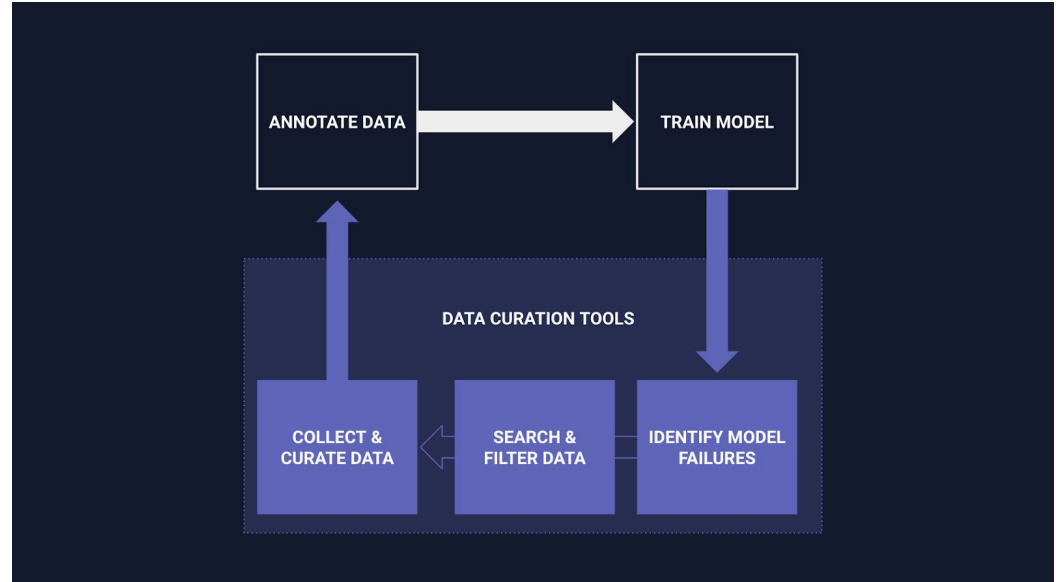 ANNOTATE DATA
TRAIN MODEL
DATA CURATION TOOLS
COLLECT &
CURATE DATA
SEARCH &
FILTER DATA
IDENTIFY MODEL
FAILURES